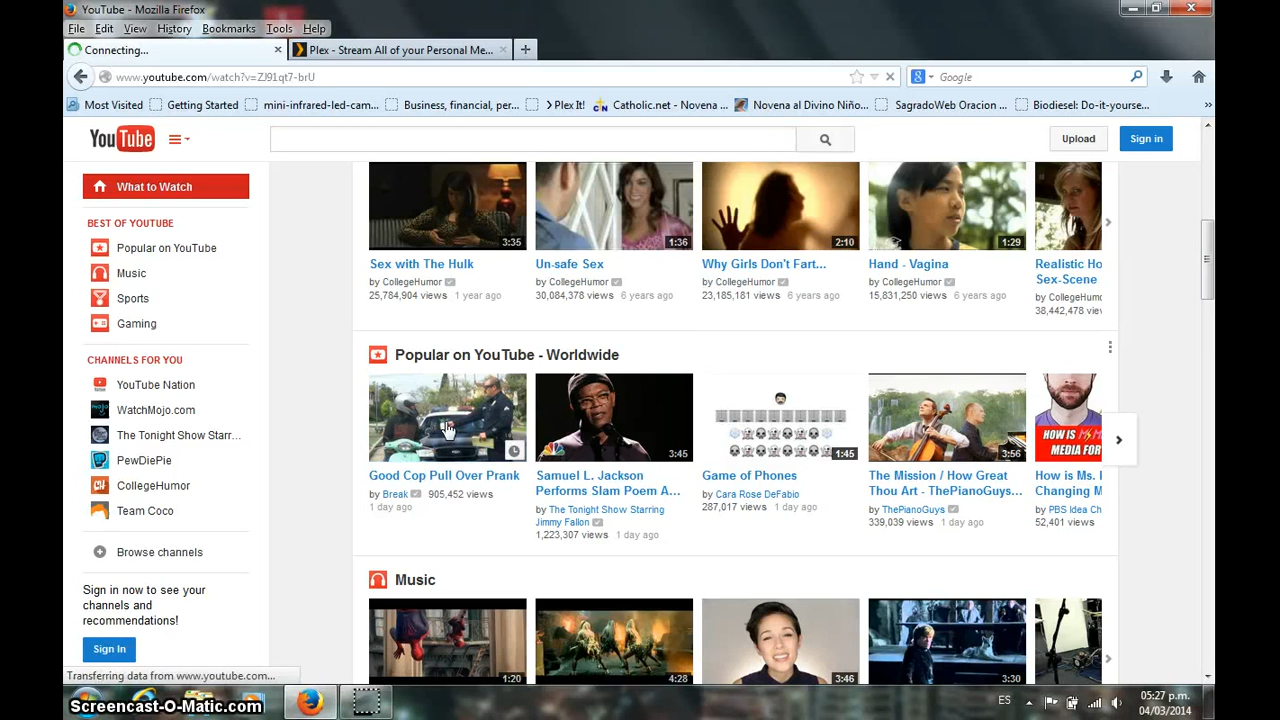 YouTube - Mozilla Firefox
File Edit View History Bookmarks Tools Help
Connecting...
Plex - Stream All of your Personal Me...
www.youtube.com/watch?v=ZJ91qt7-brU
Google
Most Visited
Getting Started
mini-infrared-led-cam...
Business, financial, per...
Plex It!
Catholic.net - Novena ...
Novena al Divino Niño...
SagradoWeb Oracion ...
Biodiesel: Do-it-yourse...
YouTube
Upload
Sign in
What to Watch
BEST OF YOUTUBE
Popular on YouTube
Music
Sports
Gaming
CHANNELS FOR YOU
YouTube Nation
WatchMojo.com
The Tonight Show Starr...
PewDiePie
CollegeHumor
Team Coco
Browse channels
Sign in now to see your
channels and
recommendations!
Sign In
3:35
Sex with The Hulk
by CollegeHumor
25,784,904 views 1 year ago
1:36
Un-safe Sex
by CollegeHumor
30,084,378 views 6 years ago
2:10
Why Girls Don't Fart...
by CollegeHumor
23,185,181 views 6 years ago
1:29
Hand - Vagina
by CollegeHumor
15,831,250 views 6 years ago
Realistic Ho
Sex-Scene
by CollegeHumo
38,442,478 view
Popular on YouTube - Worldwide
Good Cop Pull Over Prank
by Break 905,452 views
1 day ago
3:45
Samuel L. Jackson
Performs Slam Poem A...
by The Tonight Show Starring
Jimmy Fallon
1,223,307 views 1 day ago
1:45
Game of Phones
by Cara Rose DeFabio
287,017 views 1 day ago
3:56
The Mission / How Great
Thou Art - ThePianoGuys...
by ThePianoGuys
339,039 views 1 day ago
HOW IS MS M
MEDIA FOR
How is Ms. I
Changing M
by PBS Idea Ch
52,401 views
Music
1:20
4:28
3:46
3:30
Transferring data from www.youtube.com...
Screencast-O-Matic.com
ES
05:27 p.m.
04/03/2014